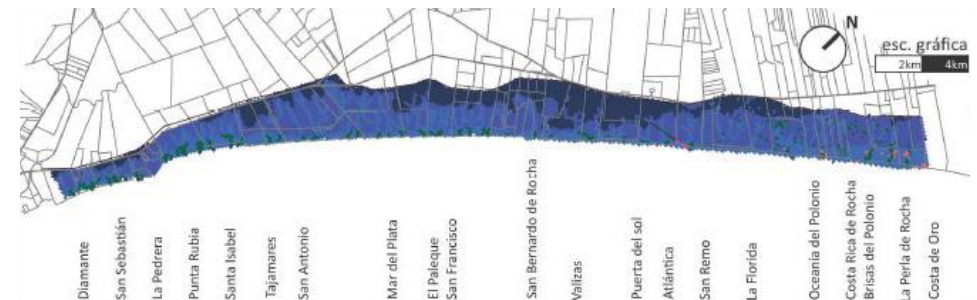 N
esc. gráfica
2km 4km
Diamante
San Sebastián
La Pedrera
Punta Rubia
Santa Isabel
Tajamares
San Antonio
Mar del Plata
El Paleque
San Francisco
San Bernardo de Rocha
Valizas
Puerta del sol
Atlántica
San Remo
La Florida
Oceanía del Polonio
Costa Rica de Rocha
Brisas del Polonio
La Perla de Rocha
Costa de Oro